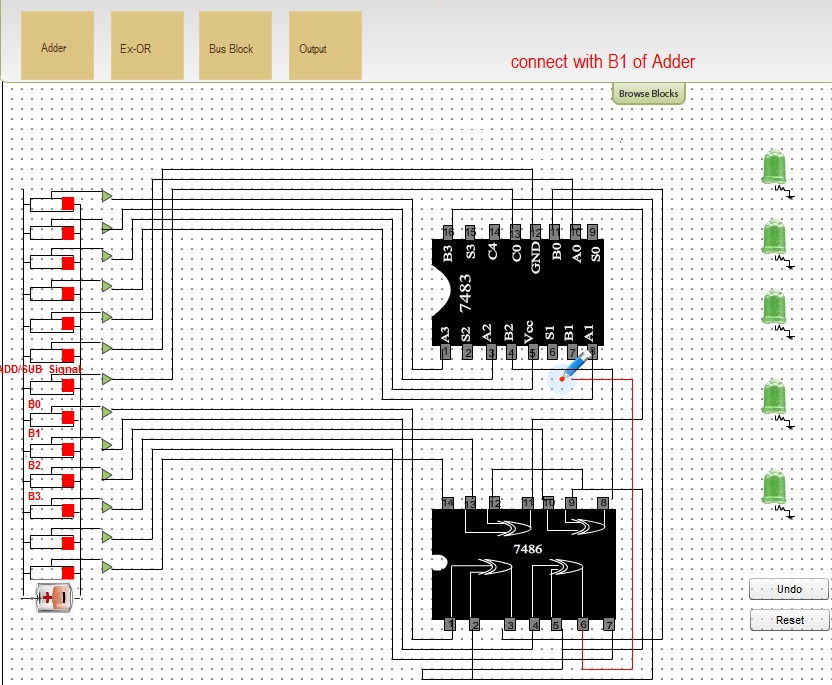 Adder
Ex-OR
Bus Block
Output
connect with B1 of Adder
Browse Blocks
16 15 14 13 12 11 10 9
B3 S3 C4 C0 GND B0 A0 S0
7483
A3 S2 A2 B2 Vcc S1 B1 A1
1 2 3 4 5 6 7
ADD/SUB Signal
B0
B1
B2
B3
14 13 12 11 10 9 8
7486
1 2 3 4 5 6 7
Undo
Reset